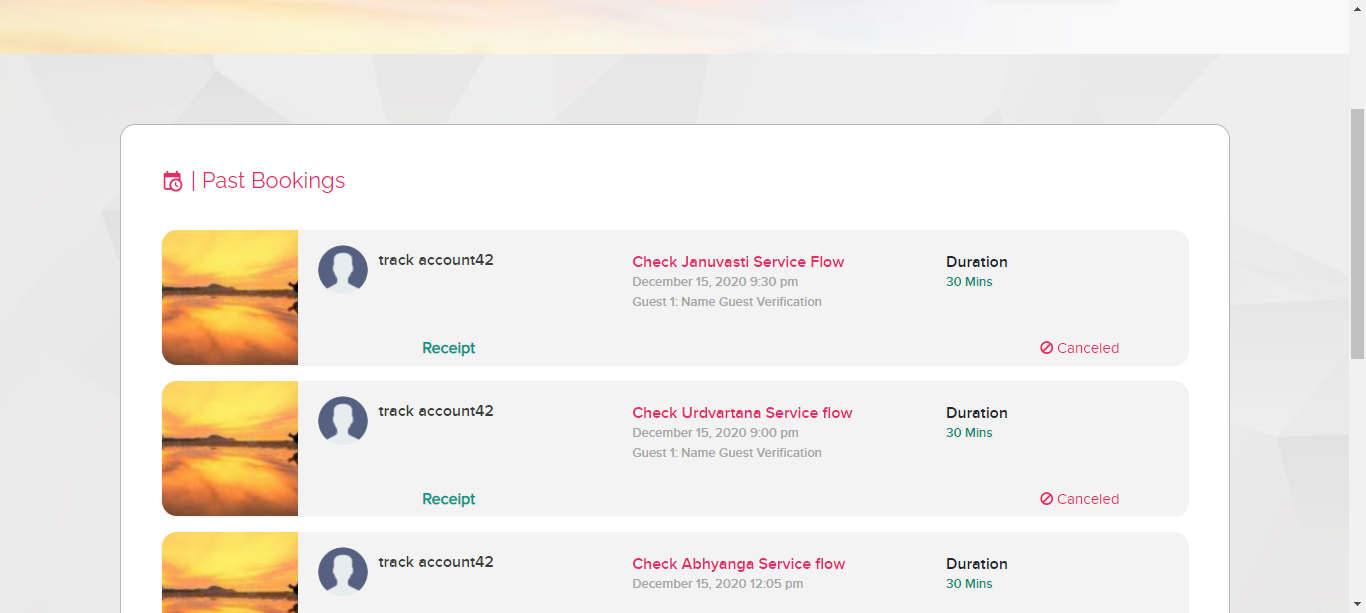 | Past Bookings
track account42
Check Januvasti Service Flow
December 15, 2020 9:30 pm
Guest 1: Name Guest Verification
Duration
30 Mins
Receipt
Canceled
track account42
Check Urdvartana Service flow
December 15, 2020 9:00 pm
Guest 1: Name Guest Verification
Duration
30 Mins
Receipt
Canceled
track account42
Check Abhyanga Service flow
December 15, 2020 12:05 pm
Duration
30 Mins